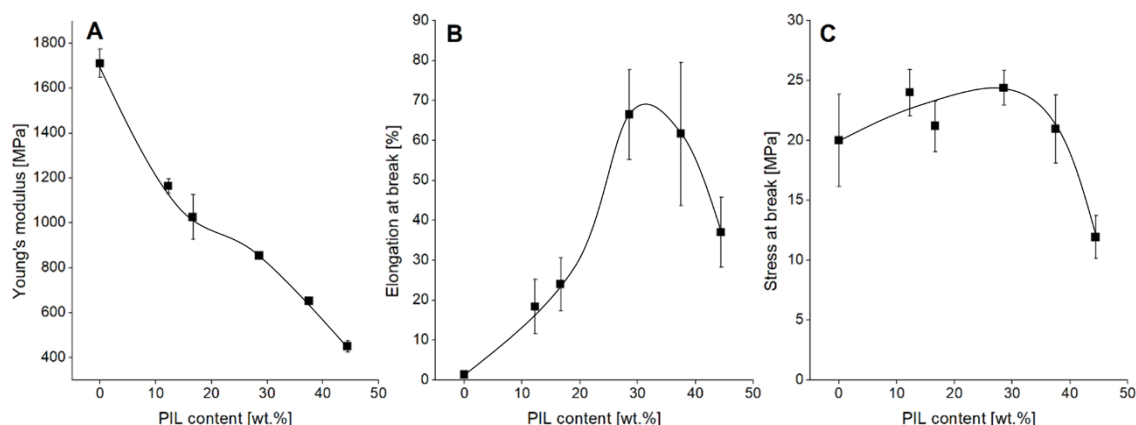 A
Young's modulus [MPa]
1800
1600
1400
1200
1000
800
600
400
0 10 20 30 40 50
PIL content [wt.%]
B
Elongation at break [%]
90
80
70
60
50
40
30
20
10
0
0 10 20 30 40 50
PIL content [wt.%]
C
Stress at break [MPa]
30
25
20
15
10
5
0
0 10 20 30 40 50
PIL content [wt.%]